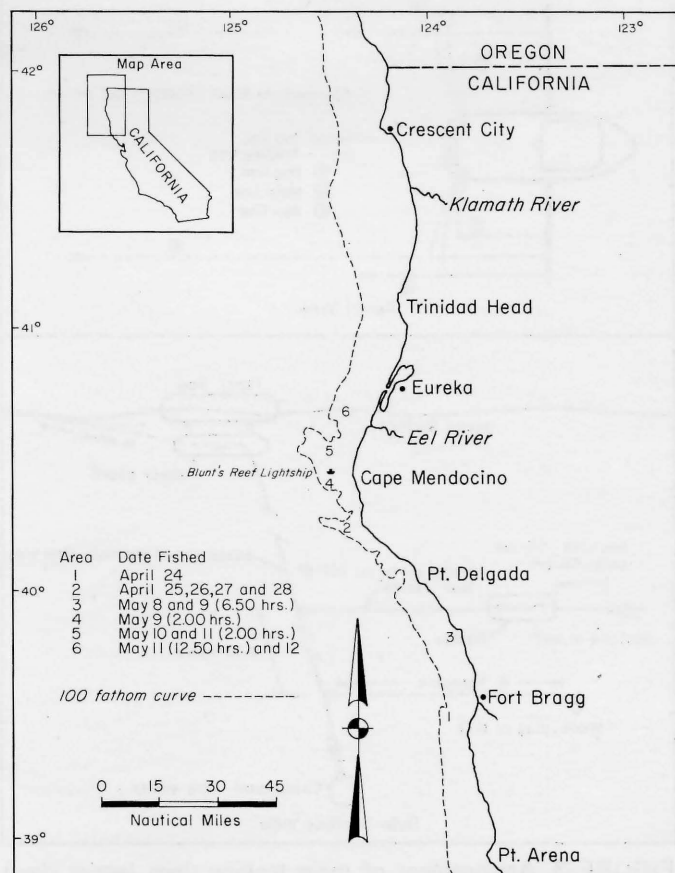 126° 125° 124° 123°
Map Area
CALIFORNIA
42°
OREGON
CALIFORNIA
Crescent City
Klamath River
Trinidad Head
41°
Eureka
6
Eel River
5
Blunt's Reef Lightship
4
Cape Mendocino
2
Pt. Delgada
40°
Area Date Fished
1 April 24
2 April 25,26,27 and 28
3 May 8 and 9 (6.50 hrs.)
4 May 9 (2.00 hrs.)
5 May 10 and 11 (2.00 hrs.)
6 May 11 (12.50 hrs.) and 12
3
100 fathom curve
Fort Bragg
1
0 15 30 45
Nautical Miles
39°
Pt. Arena